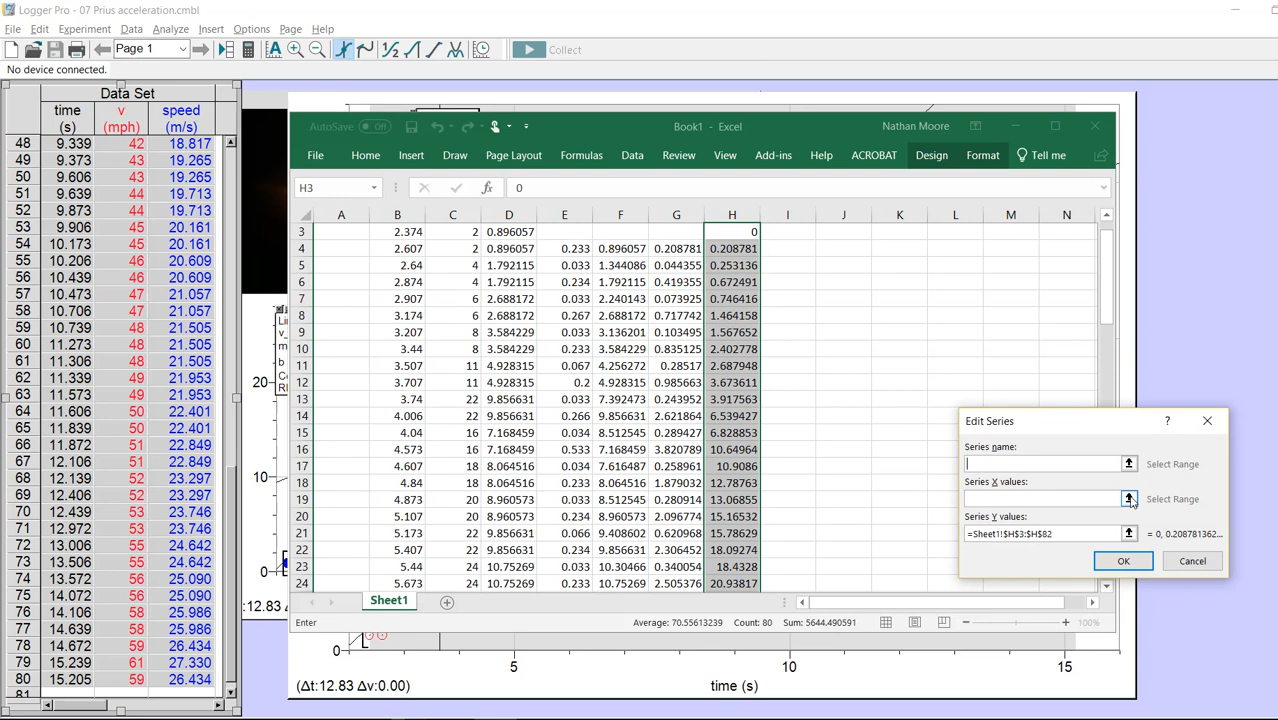 Logger Pro - 07 Prius acceleration.cmbl
File Edit Experiment Data Analyze Insert Options Page Help
Page 1 Collect
No device connected.
Data Set
time v speed
(s) (mph) (m/s)
48 9.339 42 18.817
49 9.373 43 19.265
50 9.606 43 19.265
51 9.639 44 19.713
52 9.873 44 19.713
53 9.906 45 20.161
54 10.173 45 20.161
55 10.206 46 20.609
56 10.439 46 20.609
57 10.473 47 21.057
58 10.706 47 21.057
59 10.739 48 21.505
60 11.273 48 21.505
61 11.306 48 21.505
62 11.339 49 21.953
63 11.573 49 21.953
64 11.606 50 22.401
65 11.839 50 22.401
66 11.872 51 22.849
67 12.106 51 22.849
68 12.139 52 23.297
69 12.406 52 23.297
70 12.439 53 23.746
71 12.972 53 23.746
72 13.006 55 24.642
73 13.539 55 24.642
74 13.572 56 25.090
75 14.072 56 25.090
76 14.106 58 25.986
77 14.639 58 25.986
78 14.672 59 26.434
79 15.239 61 27.330
80 15.205 59 26.434
81
20
10
0
AutoSave Off Book1 - Excel Nathan Moore
File Home Insert Draw Page Layout Formulas Data Review View Add-ins Help ACROBAT Design Format Tell me
H3 fx 0
A B C D E F G H I J K L M N
3 2.374 2 0.896057 0
4 2.607 2 0.896057 0.233 0.896057 0.208781 0.208781
5 2.64 4 1.792115 0.033 1.344086 0.044355 0.253136
6 2.874 4 1.792115 0.234 1.792115 0.419355 0.672491
7 2.907 6 2.688172 0.033 2.240143 0.073925 0.746416
8 3.174 6 2.688172 0.267 2.688172 0.717742 1.464158
9 3.207 8 3.584229 0.033 3.136201 0.103495 1.567652
10 3.44 8 3.584229 0.233 3.584229 0.835125 2.402778
11 3.507 11 4.928315 0.067 4.256272 0.28517 2.687948
12 3.707 11 4.928315 0.2 4.928315 0.985663 3.673611
13 3.74 22 9.856631 0.033 7.392473 0.243952 3.917563
14 4.006 22 9.856631 0.266 9.856631 2.621864 6.539427
15 4.04 16 7.168459 0.034 8.512545 0.289427 6.828853
16 4.573 16 7.168459 0.533 7.168459 3.820789 10.64964
17 4.607 18 8.064516 0.034 7.616487 0.258961 10.9086
18 4.84 18 8.064516 0.233 8.064516 1.879032 12.78763
19 4.873 20 8.960573 0.033 8.512545 0.280914 13.06855
20 5.107 20 8.960573 0.234 8.960573 2.096774 15.16532
21 5.173 22 9.856631 0.066 9.408602 0.620968 15.78629
22 5.407 22 9.856631 0.234 9.856631 2.306452 18.09274
23 5.44 24 10.75269 0.033 10.30466 0.340054 18.4328
24 5.673 24 10.75269 0.233 10.75269 2.505376 20.93817
Sheet1
Enter Average: 70.55613239 Count: 80 Sum: 5644.490591 100%
Edit Series ?
Series name:
Select Range
Series X values:
Select Range
Series Y values:
=Sheet1!$H$3:$H$82 = 0, 0.208781362...
OK Cancel
0
5 10 15
(Δt:12.83 Δv:0.00) time (s)